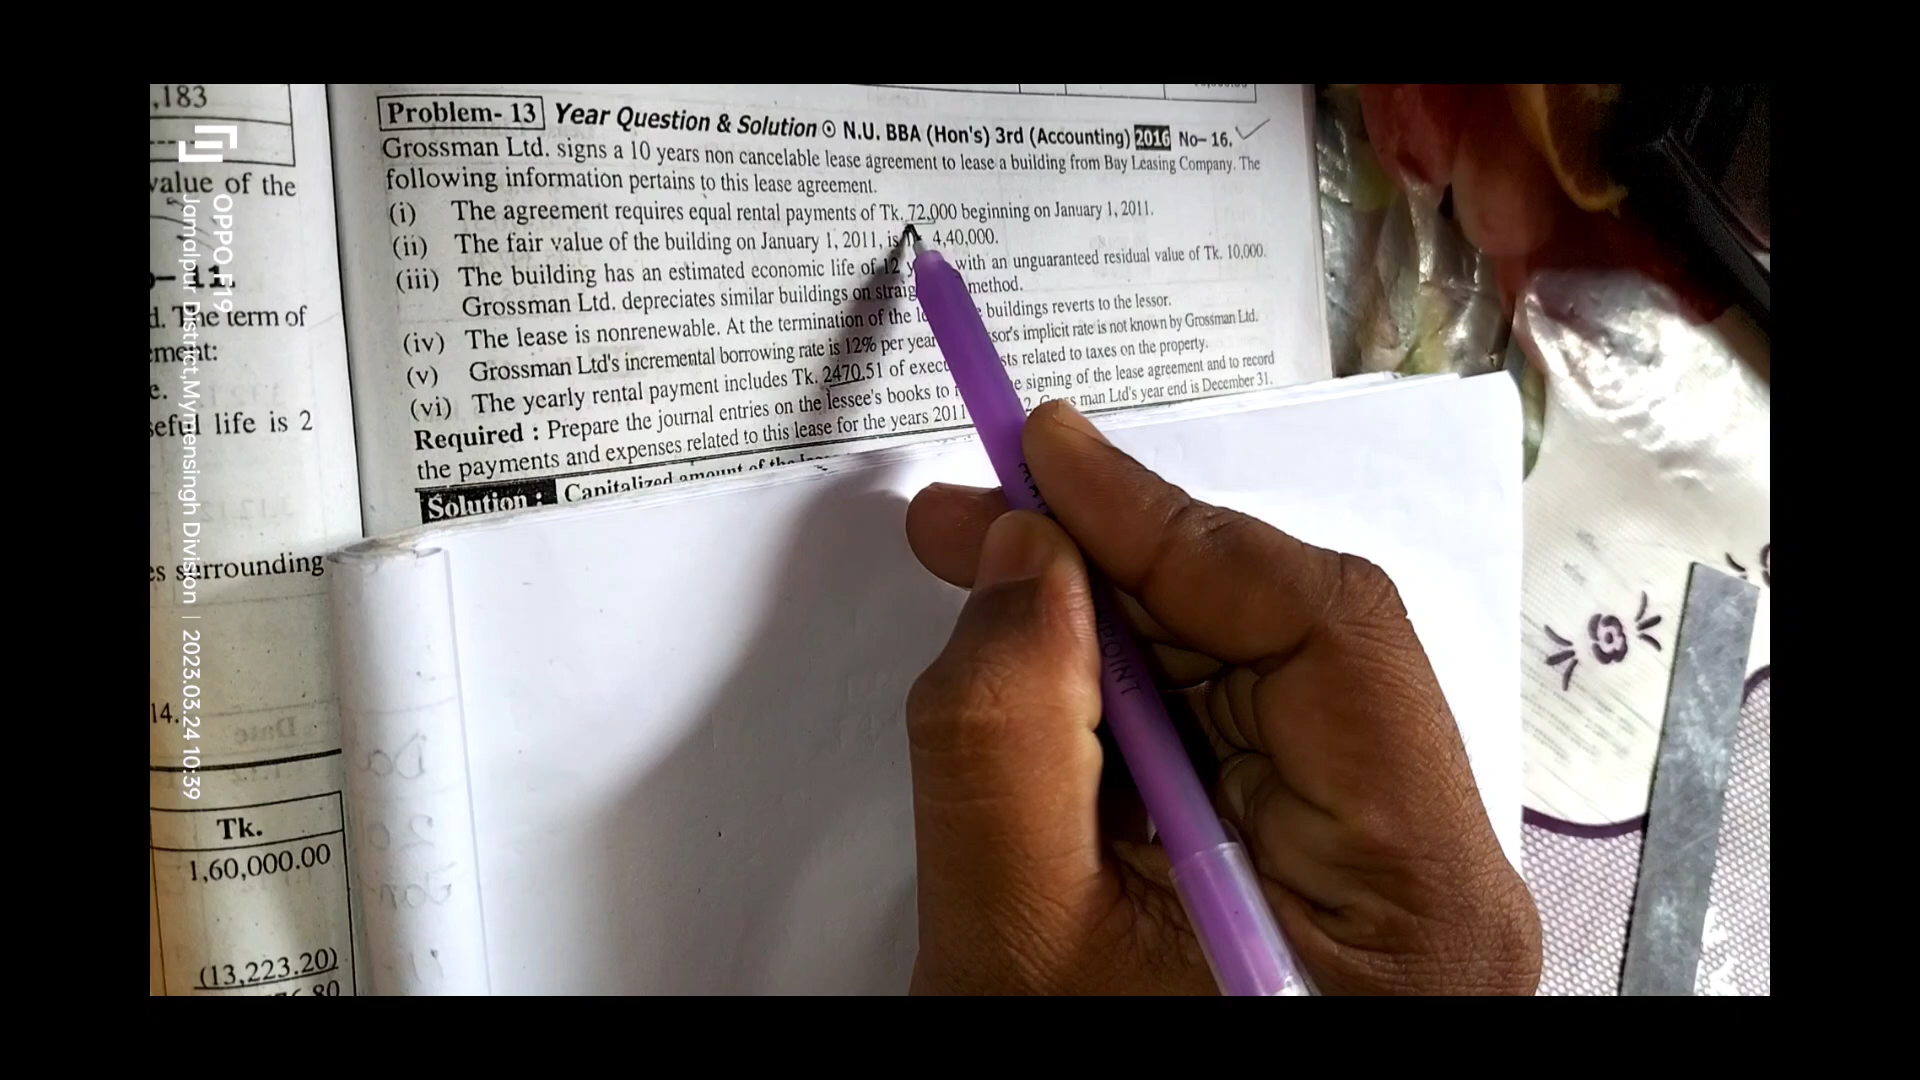 ,183
value of the
– 11
d. The term of
ement:
e.
seful life is 2
es surrounding
14.
Tk.
1,60,000.00
(13,223.20)
76.80
OPPO F19
Jamalpur District,Mymensingh Division | 2023.03.24 10:39
Problem- 13 Year Question & Solution ⊙ N.U. BBA (Hon's) 3rd (Accounting) 2016 No– 16.
Grossman Ltd. signs a 10 years non cancelable lease agreement to lease a building from Bay Leasing Company. The
following information pertains to this lease agreement.
(i) The agreement requires equal rental payments of Tk. 72,000 beginning on January 1, 2011.
(ii) The fair value of the building on January 1, 2011, is 4,40,000.
(iii) The building has an estimated economic life of 12 with an unguaranteed residual value of Tk. 10,000.
Grossman Ltd. depreciates similar buildings on straig method.
(iv) The lease is nonrenewable. At the termination of the buildings reverts to the lessor.
(v) Grossman Ltd's incremental borrowing rate is 12% per year sor's implicit rate is not known by Grossman Ltd.
(vi) The yearly rental payment includes Tk. 2470.51 of execu sts related to taxes on the property.
Required : Prepare the journal entries on the lessee's books to signing of the lease agreement and to record
the payments and expenses related to this lease for the years 2011 man Ltd's year end is December 31.
Solution : Capitalized amount of the